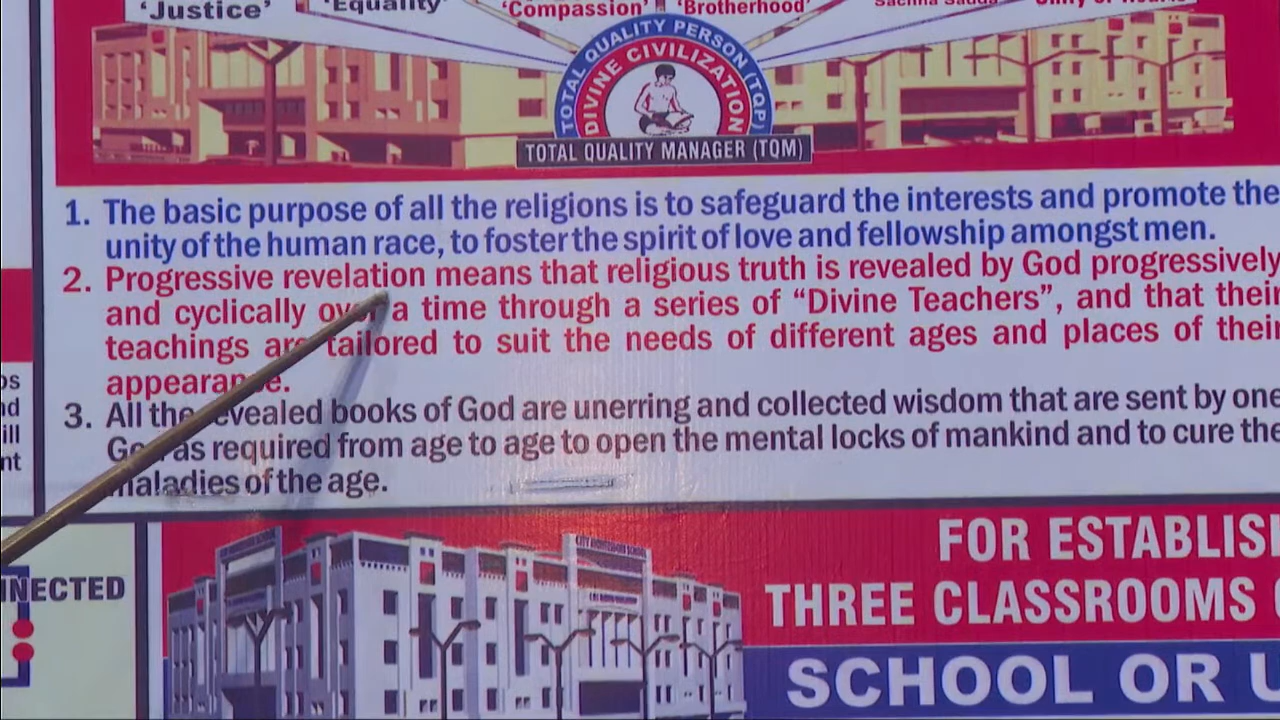 'Justice' 'Equality' 'Compassion' 'Brotherhood'
TOTAL QUALITY PERSON (TQP)
DIVINE CIVILIZATION
TOTAL QUALITY MANAGER (TQM)
1. The basic purpose of all the religions is to safeguard the interests and promote the
unity of the human race, to foster the spirit of love and fellowship amongst men.
2. Progressive revelation means that religious truth is revealed by God progressively
and cyclically over a time through a series of “Divine Teachers”, and that their
teachings are tailored to suit the needs of different ages and places of their
appearance.
3. All the revealed books of God are unerring and collected wisdom that are sent by one
God as required from age to age to open the mental locks of mankind and to cure the
maladies of the age.
ill
nt
NNECTED
CITY MONTESSORI SCHOOL
FOR ESTABLIS
THREE CLASSROOMS
SCHOOL OR U